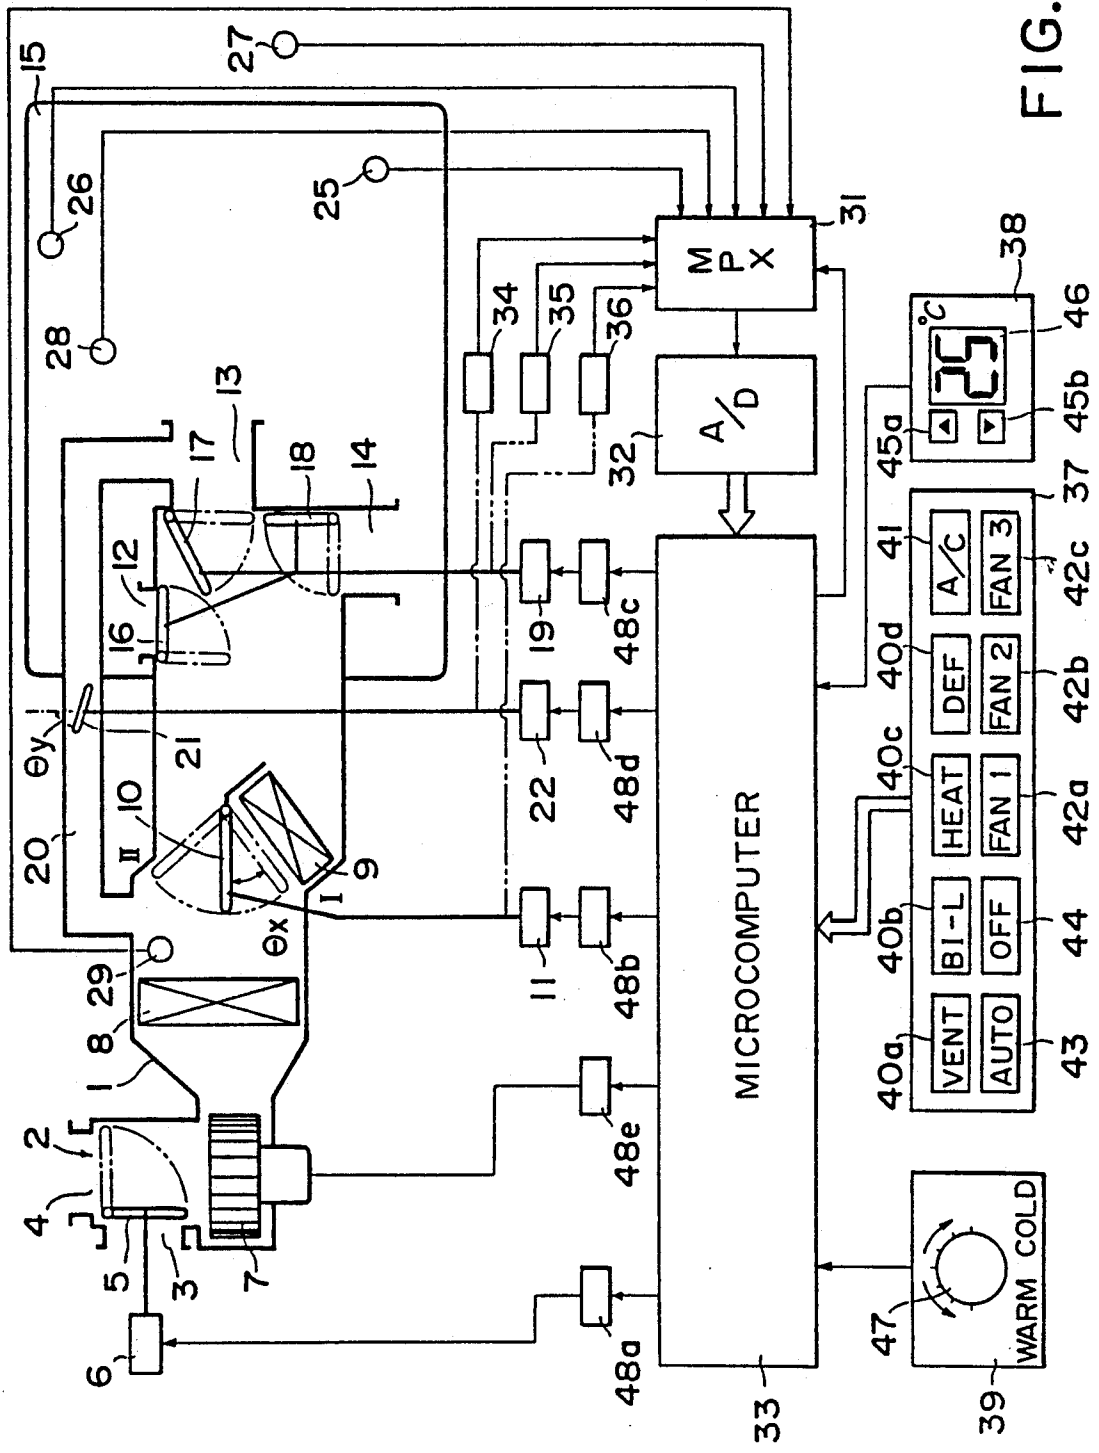 FIG.
1
2
3
4
5
6
7
8
9
10
11
12
13
14
15
16
17
18
19
20
21
22
25
26
27
28
29
θx
θy
I
II
31
MPX
32
A/D
33
MICROCOMPUTER
34
35
36
48a
48e
48b
48d
48c
39
47
WARM COLD
37
40a
40b
40c
40d
41
VENT
BI-L
HEAT
DEF
A/C
AUTO
OFF
FAN 1
FAN 2
FAN 3
43
44
42a
42b
42c
38
45a
45b
46
25
°C